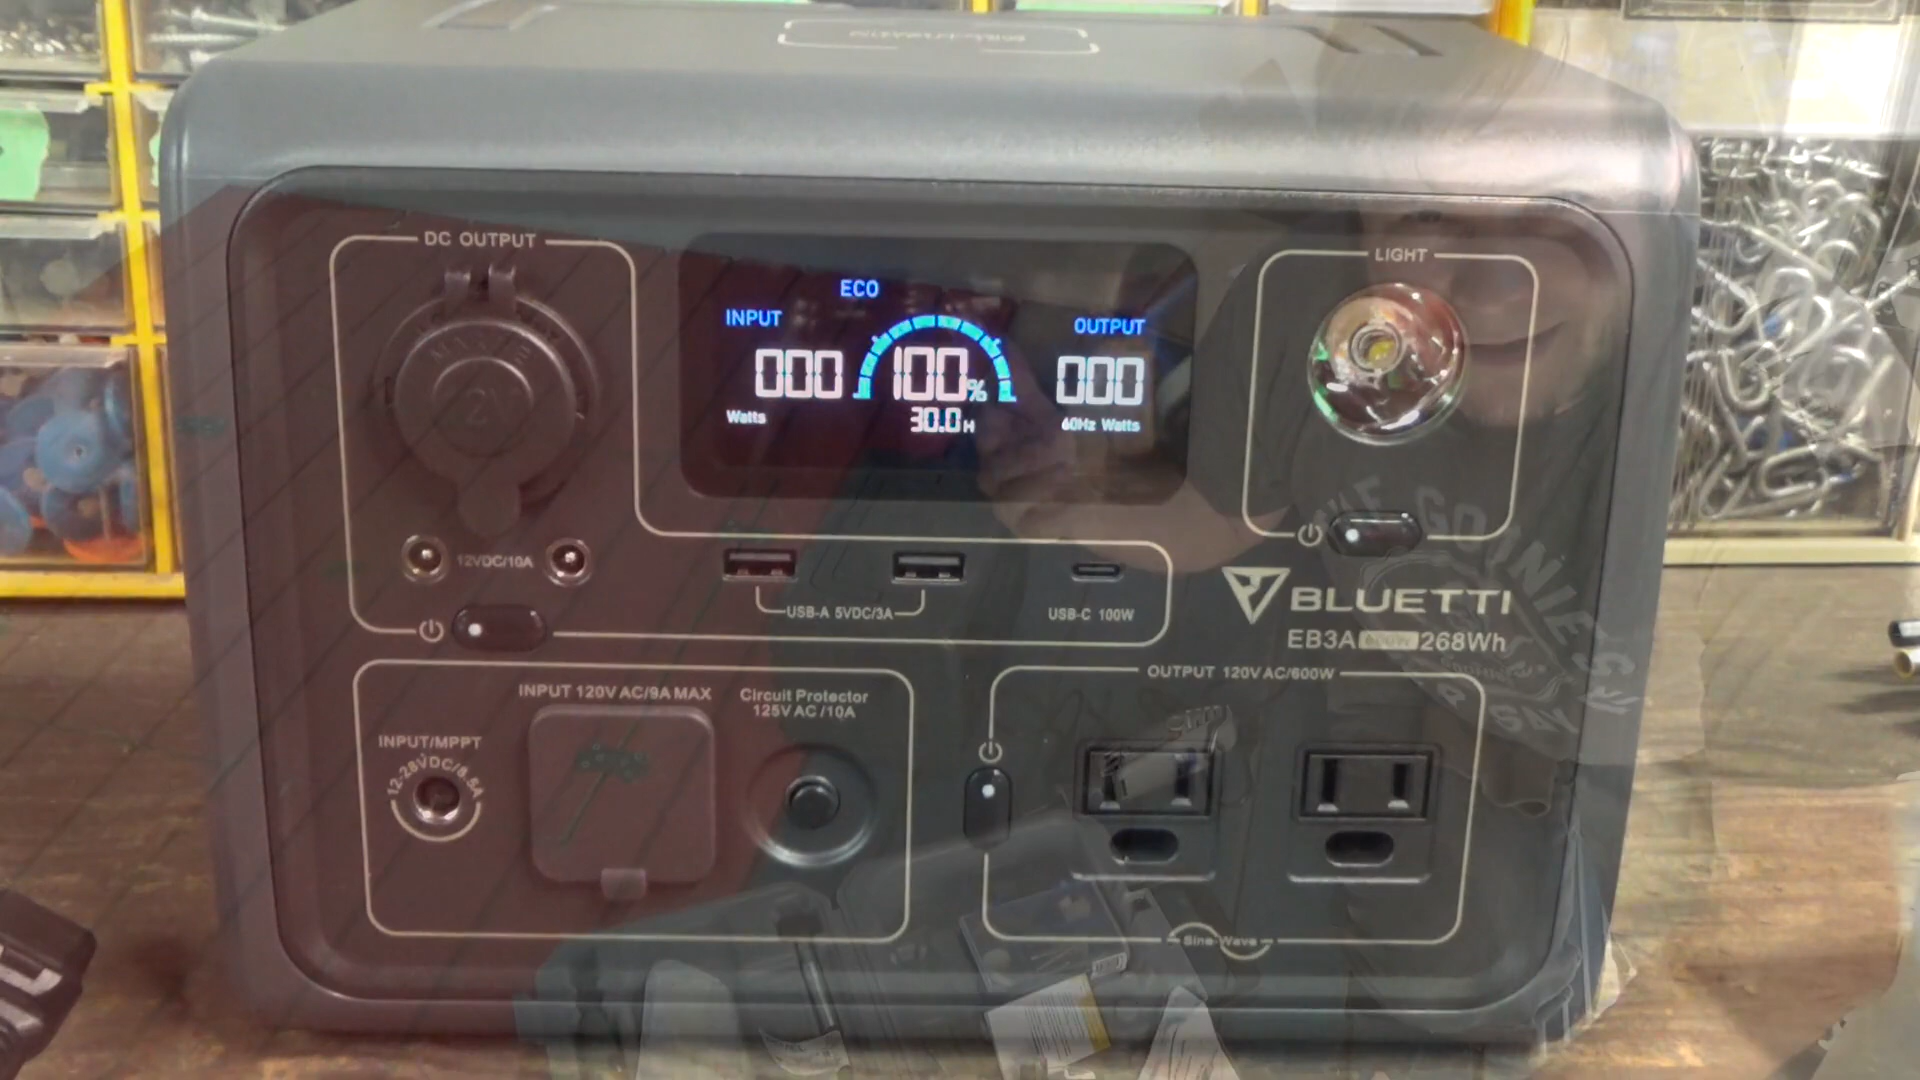 DC OUTPUT
12V
12VDC/10A
ECO
INPUT
000
Watts
100%
30.0H
OUTPUT
000
60Hz Watts
LIGHT
USB-A 5VDC/3A
USB-C 100W
BLUETTI
EB3A 600W 268Wh
INPUT 120V AC/9A MAX
Circuit Protector
125V AC /10A
INPUT/MPPT
12-28VDC/8.5A
OUTPUT 120V AC/600W
Sine Wave